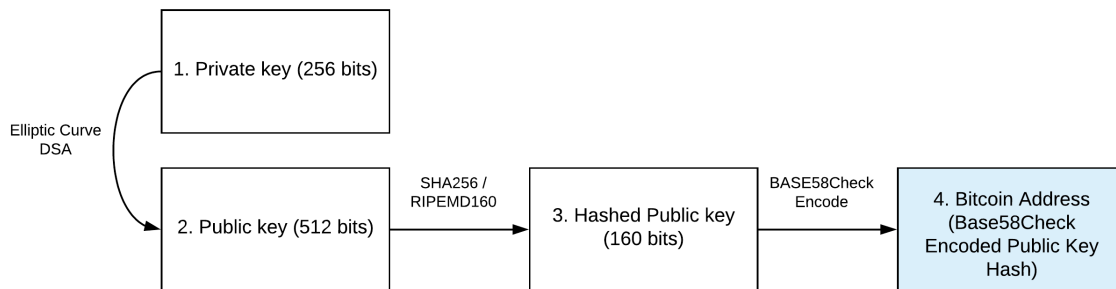 1. Private key (256 bits)
Elliptic Curve
DSA
2. Public key (512 bits)
SHA256 /
RIPEMD160
3. Hashed Public key
(160 bits)
BASE58Check
Encode
4. Bitcoin Address
(Base58Check
Encoded Public Key
Hash)